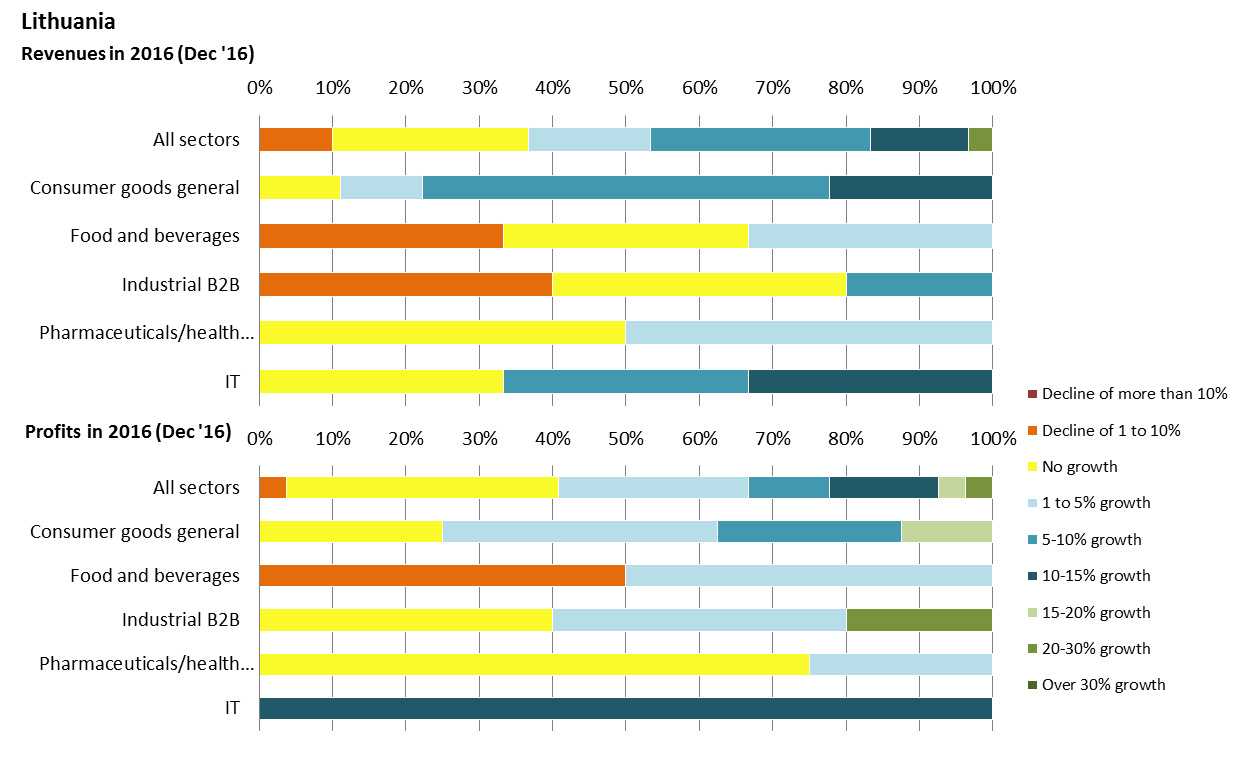 Lithuania
Revenues in 2016 (Dec '16)
0% 10% 20% 30% 40% 50% 60% 70% 80% 90% 100%
All sectors
Consumer goods general
Food and beverages
Industrial B2B
Pharmaceuticals/health...
IT
Profits in 2016 (Dec '16)
0% 10% 20% 30% 40% 50% 60% 70% 80% 90% 100%
All sectors
Consumer goods general
Food and beverages
Industrial B2B
Pharmaceuticals/health...
IT
Decline of more than 10%
Decline of 1 to 10%
No growth
1 to 5% growth
5-10% growth
10-15% growth
15-20% growth
20-30% growth
Over 30% growth